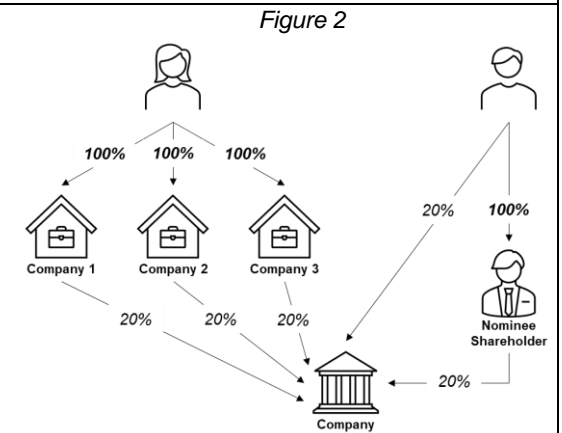 Figure 2
100% 100% 100%
20% 100%
Company 1 Company 2 Company 3
20% 20% 20%
Nominee
Shareholder
20%
Company